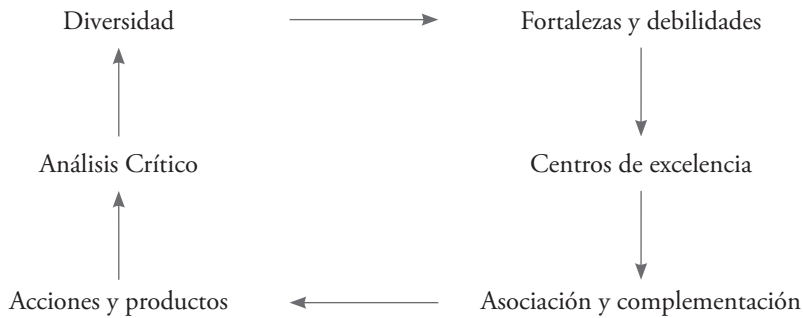 Diversidad
Fortalezas y debilidades
Análisis Crítico
Centros de excelencia
Acciones y productos
Asociación y complementación